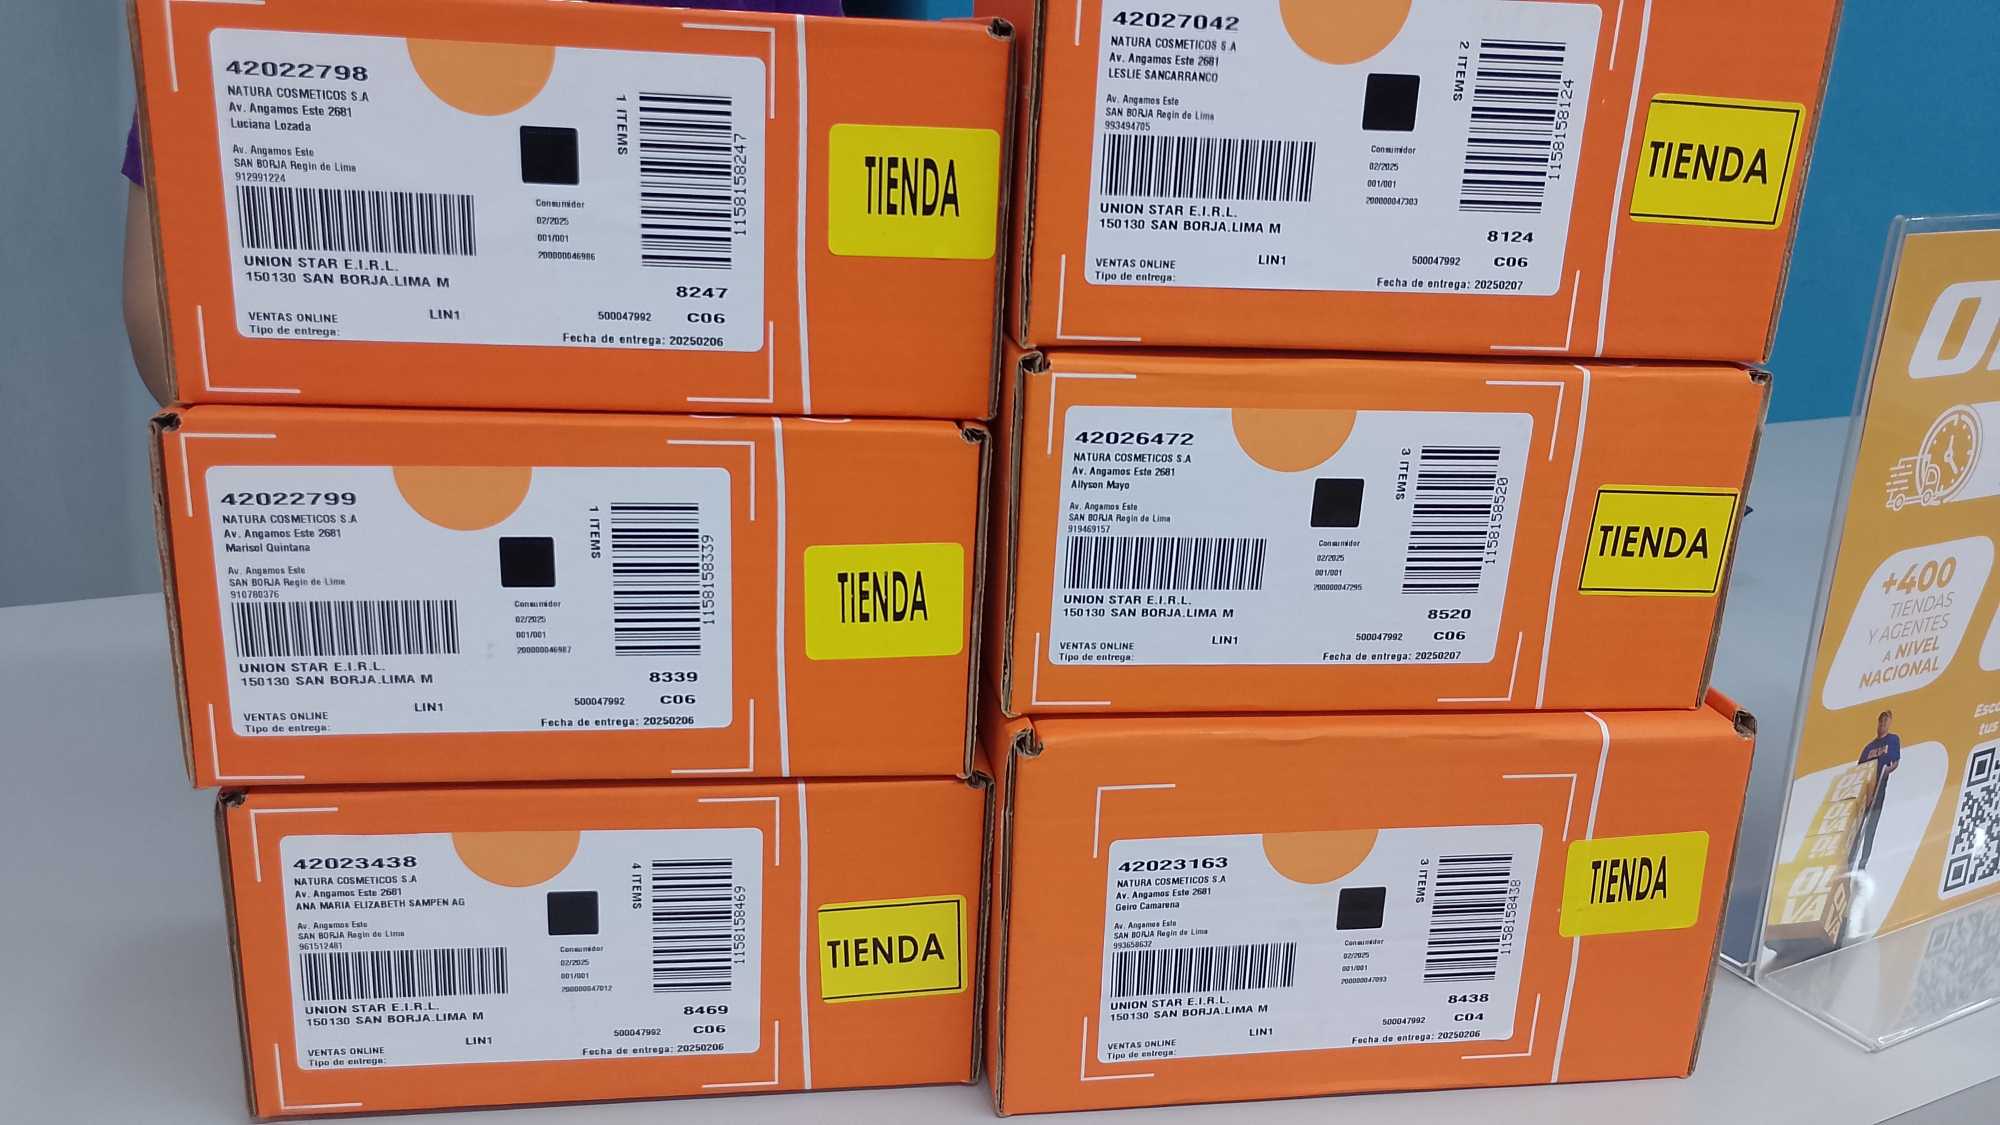 42022798
NATURA COSMETICOS S.A
Av. Angamos Este 2681
Luciana Lozada
Av. Angamos Este
SAN BORJA Regin de Lima
912991224
UNION STAR E.I.R.L.
150130 SAN BORJA.LIMA M
VENTAS ONLINE
Tipo de entrega:
LIN1
Consumidor
02/2025
001/001
200000046986
1 ITEMS
1158158247
8247
500047992 C06
Fecha de entrega: 20250206
TIENDA
42027042
NATURA COSMETICOS S.A
Av. Angamos Este 2681
LESLIE SANCARRANCO
Av. Angamos Este
SAN BORJA Regin de Lima
993494705
UNION STAR E.I.R.L.
150130 SAN BORJA.LIMA M
VENTAS ONLINE
Tipo de entrega:
LIN1
Consumidor
02/2025
001/001
200000047303
2 ITEMS
1158158124
8124
500047992 C06
Fecha de entrega: 20250207
TIENDA
42022799
NATURA COSMETICOS S.A
Av. Angamos Este 2681
Marisol Quintana
Av. Angamos Este
SAN BORJA Regin de Lima
910780376
UNION STAR E.I.R.L.
150130 SAN BORJA.LIMA M
VENTAS ONLINE
Tipo de entrega:
LIN1
Consumidor
02/2025
001/001
200000046987
1 ITEMS
1158158339
8339
500047992 C06
Fecha de entrega: 20250206
TIENDA
42026472
NATURA COSMETICOS S.A
Av. Angamos Este 2681
Allyson Mayo
Av. Angamos Este
SAN BORJA Regin de Lima
919469157
UNION STAR E.I.R.L.
150130 SAN BORJA.LIMA M
VENTAS ONLINE
Tipo de entrega:
LIN1
Consumidor
02/2025
001/001
200000047295
3 ITEMS
1158158520
8520
500047992 C06
Fecha de entrega: 20250207
TIENDA
42023438
NATURA COSMETICOS S.A
Av. Angamos Este 2681
ANA MARIA ELIZABETH SAMPEN AG
Av. Angamos Este
SAN BORJA Regin de Lima
961512481
UNION STAR E.I.R.L.
150130 SAN BORJA.LIMA M
VENTAS ONLINE
Tipo de entrega:
LIN1
Consumidor
02/2025
001/001
200000047012
4 ITEMS
1158158469
8469
500047992 C06
Fecha de entrega: 20250206
TIENDA
42023163
NATURA COSMETICOS S.A
Av. Angamos Este 2681
Geiro Camarena
Av. Angamos Este
SAN BORJA Regin de Lima
993658632
UNION STAR E.I.R.L.
150130 SAN BORJA.LIMA M
VENTAS ONLINE
Tipo de entrega:
LIN1
Consumidor
02/2025
001/001
200000047093
3 ITEMS
1158158438
8438
500047992 C04
Fecha de entrega: 20250206
TIENDA
+400
TIENDAS
Y AGENTES
A NIVEL
NACIONAL
tus
OLVA